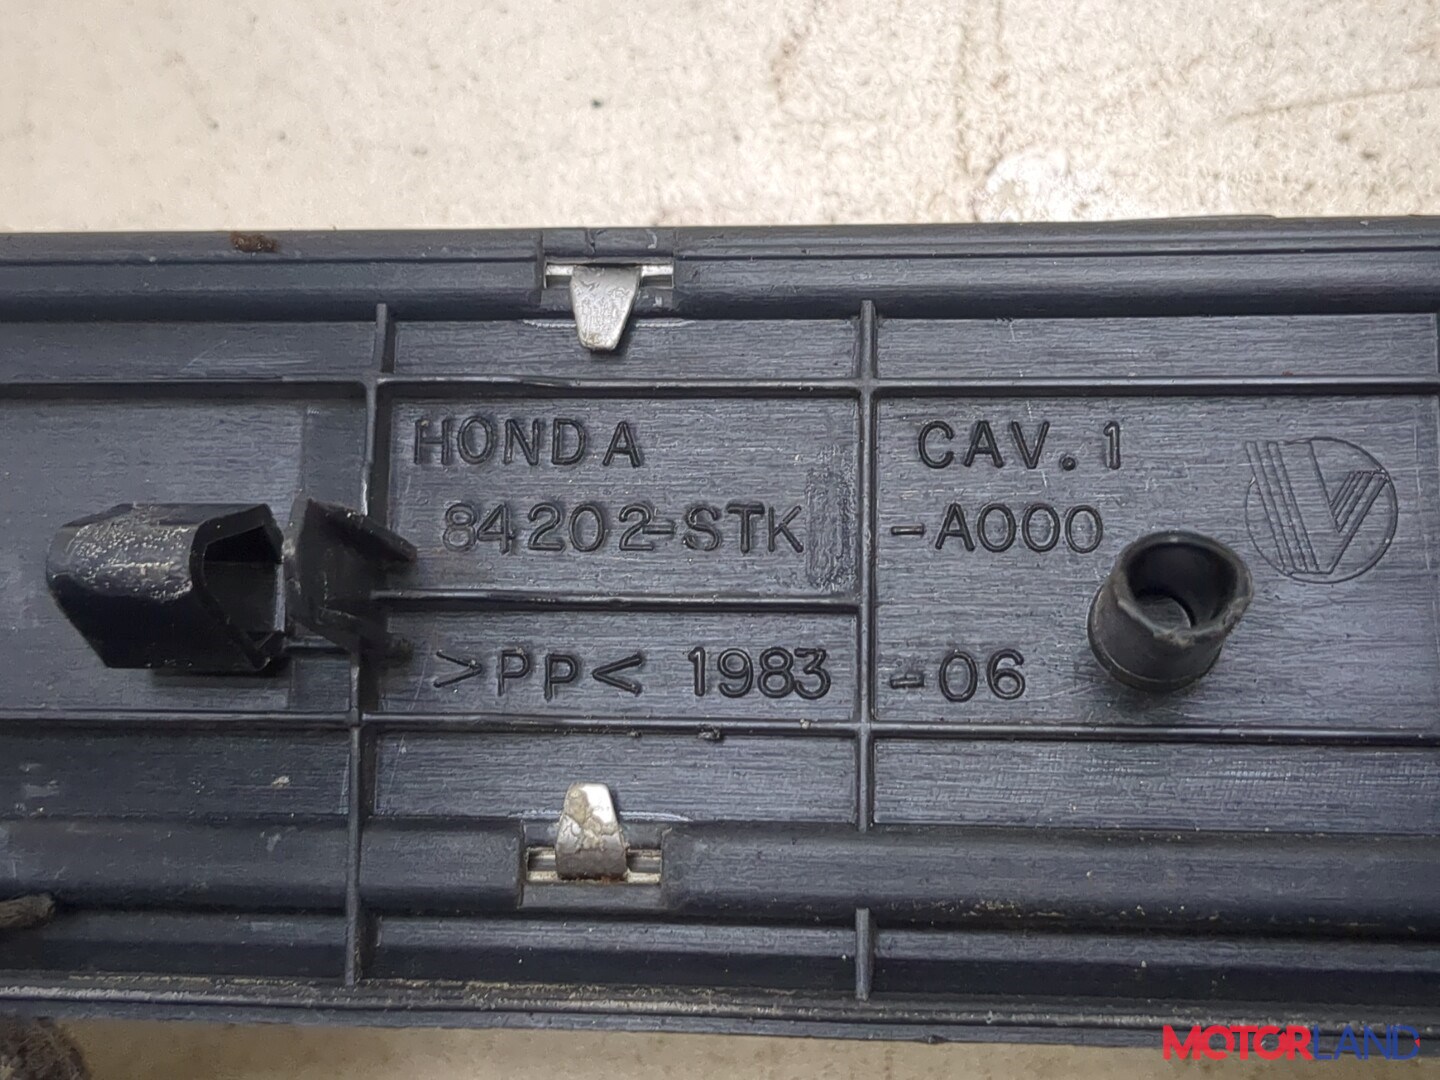 HONDA CAV.1
84202-STK -A000
>PP< 1983 -06
MOTORLAND